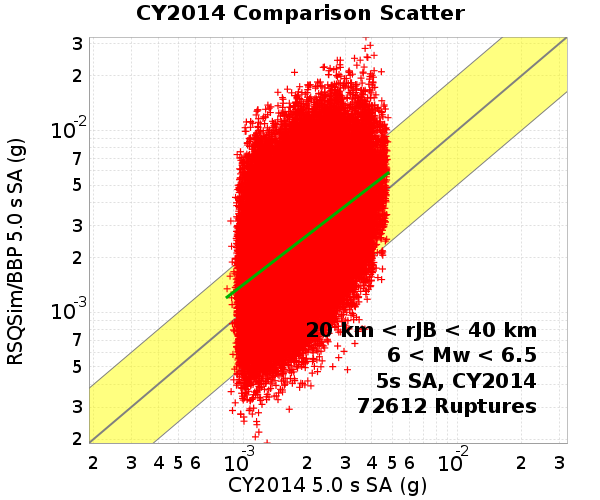 CY2014 Comparison Scatter
RSQSim/BBP 5.0 s SA (g)
3
2
10-2
7
5
3
2
10-3
7
5
3
2
20 km < rJB < 40 km
6 < Mw < 6.5
5s SA, CY2014
72612 Ruptures
2 3 4 5 6 10-3 2 3 4 5 6 10-2 2 3
CY2014 5.0 s SA (g)